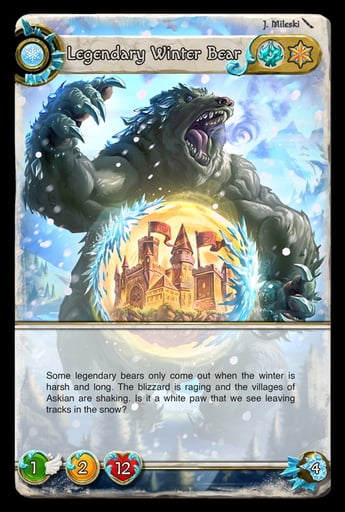 J. Mileski
Legendary Winter Bear
Some legendary bears only come out when the winter is
harsh and long. The blizzard is raging and the villages of
Askian are shaking. Is it a white paw that we see leaving
tracks in the snow?
1
2
12
4